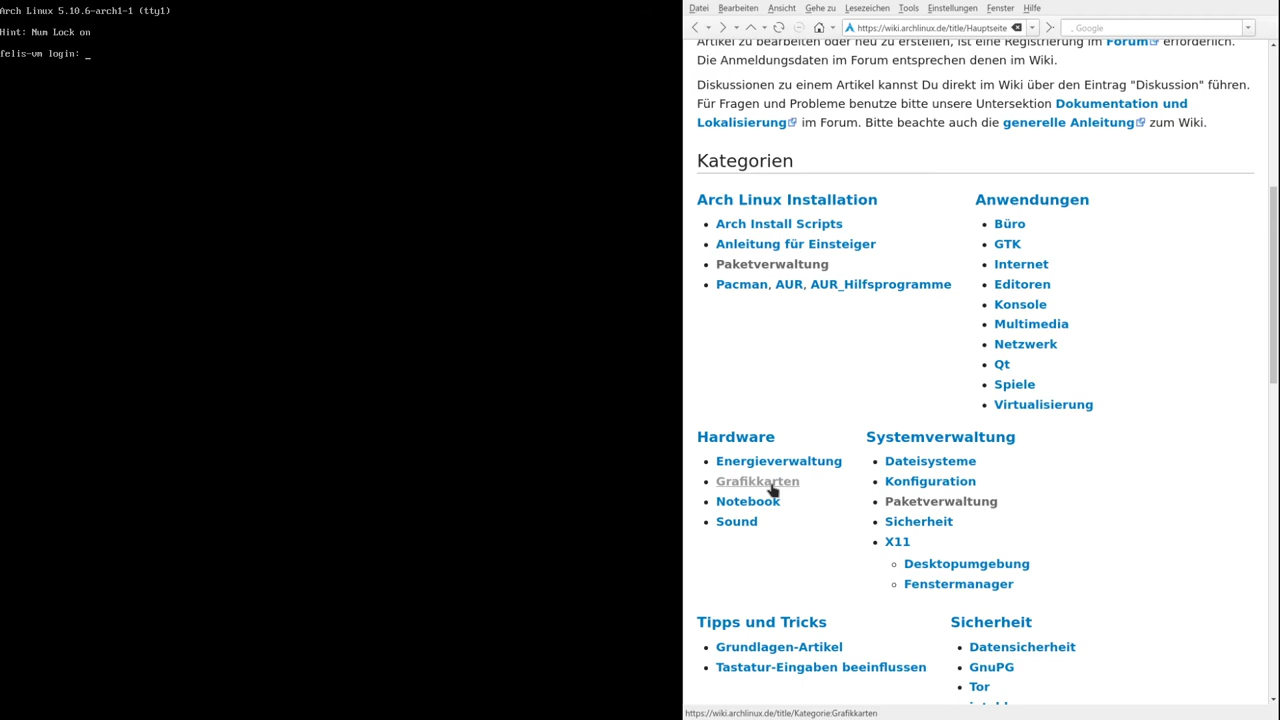 Arch Linux 5.10.6-arch1-1 (tty1)
Hint: Num Lock on
felis-vm login: _
Datei Bearbeiten Ansicht Gehe zu Lesezeichen Tools Einstellungen Fenster Hilfe
https://wiki.archlinux.de/title/Hauptseite
Google
Artikel zu bearbeiten oder neu zu erstellen, ist eine Registrierung im Forum erforderlich.
Die Anmeldungsdaten im Forum entsprechen denen im Wiki.
Diskussionen zu einem Artikel kannst Du direkt im Wiki über den Eintrag "Diskussion" führen.
Für Fragen und Probleme benutze bitte unsere Untersektion Dokumentation und
Lokalisierung im Forum. Bitte beachte auch die generelle Anleitung zum Wiki.
Kategorien
Arch Linux Installation
Arch Install Scripts
Anleitung für Einsteiger
Paketverwaltung
Pacman, AUR, AUR_Hilfsprogramme
Anwendungen
Büro
GTK
Internet
Editoren
Konsole
Multimedia
Netzwerk
Qt
Spiele
Virtualisierung
Hardware
Energieverwaltung
Grafikkarten
Notebook
Sound
Systemverwaltung
Dateisysteme
Konfiguration
Paketverwaltung
Sicherheit
X11
Desktopumgebung
Fenstermanager
Tipps und Tricks
Grundlagen-Artikel
Tastatur-Eingaben beeinflussen
Sicherheit
Datensicherheit
GnuPG
Tor
https://wiki.archlinux.de/title/Kategorie:Grafikkarten